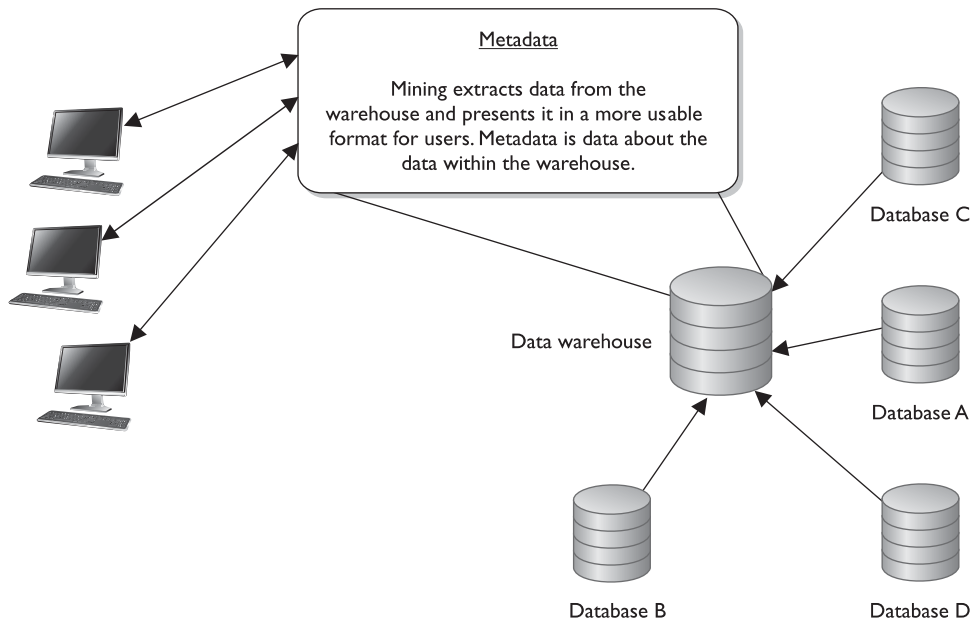 Metadata
Mining extracts data from the
warehouse and presents it in a more usable
format for users. Metadata is data about the
data within the warehouse.
Database C
Data warehouse
Database A
Database B
Database D